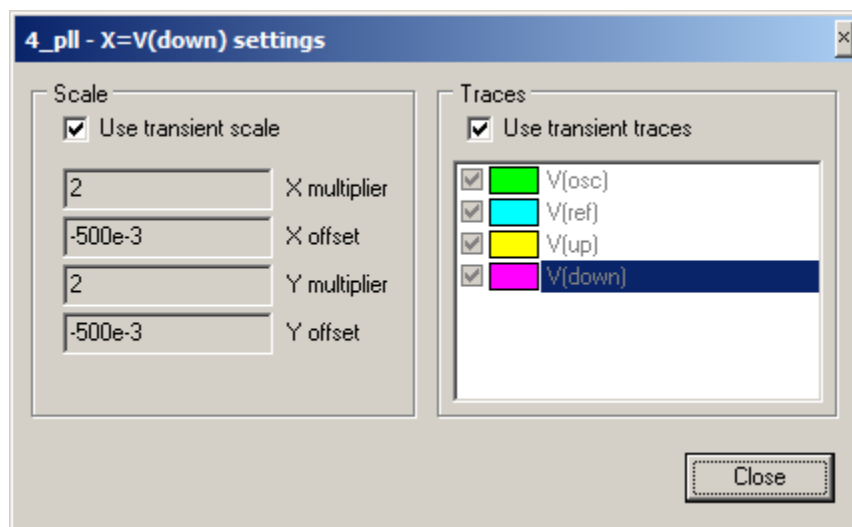 4_pll - X=V(down) settings
Scale
Use transient scale
2 X multiplier
-500e-3 X offset
2 Y multiplier
-500e-3 Y offset
Traces
Use transient traces
V(osc)
V(ref)
V(up)
V(down)
Close